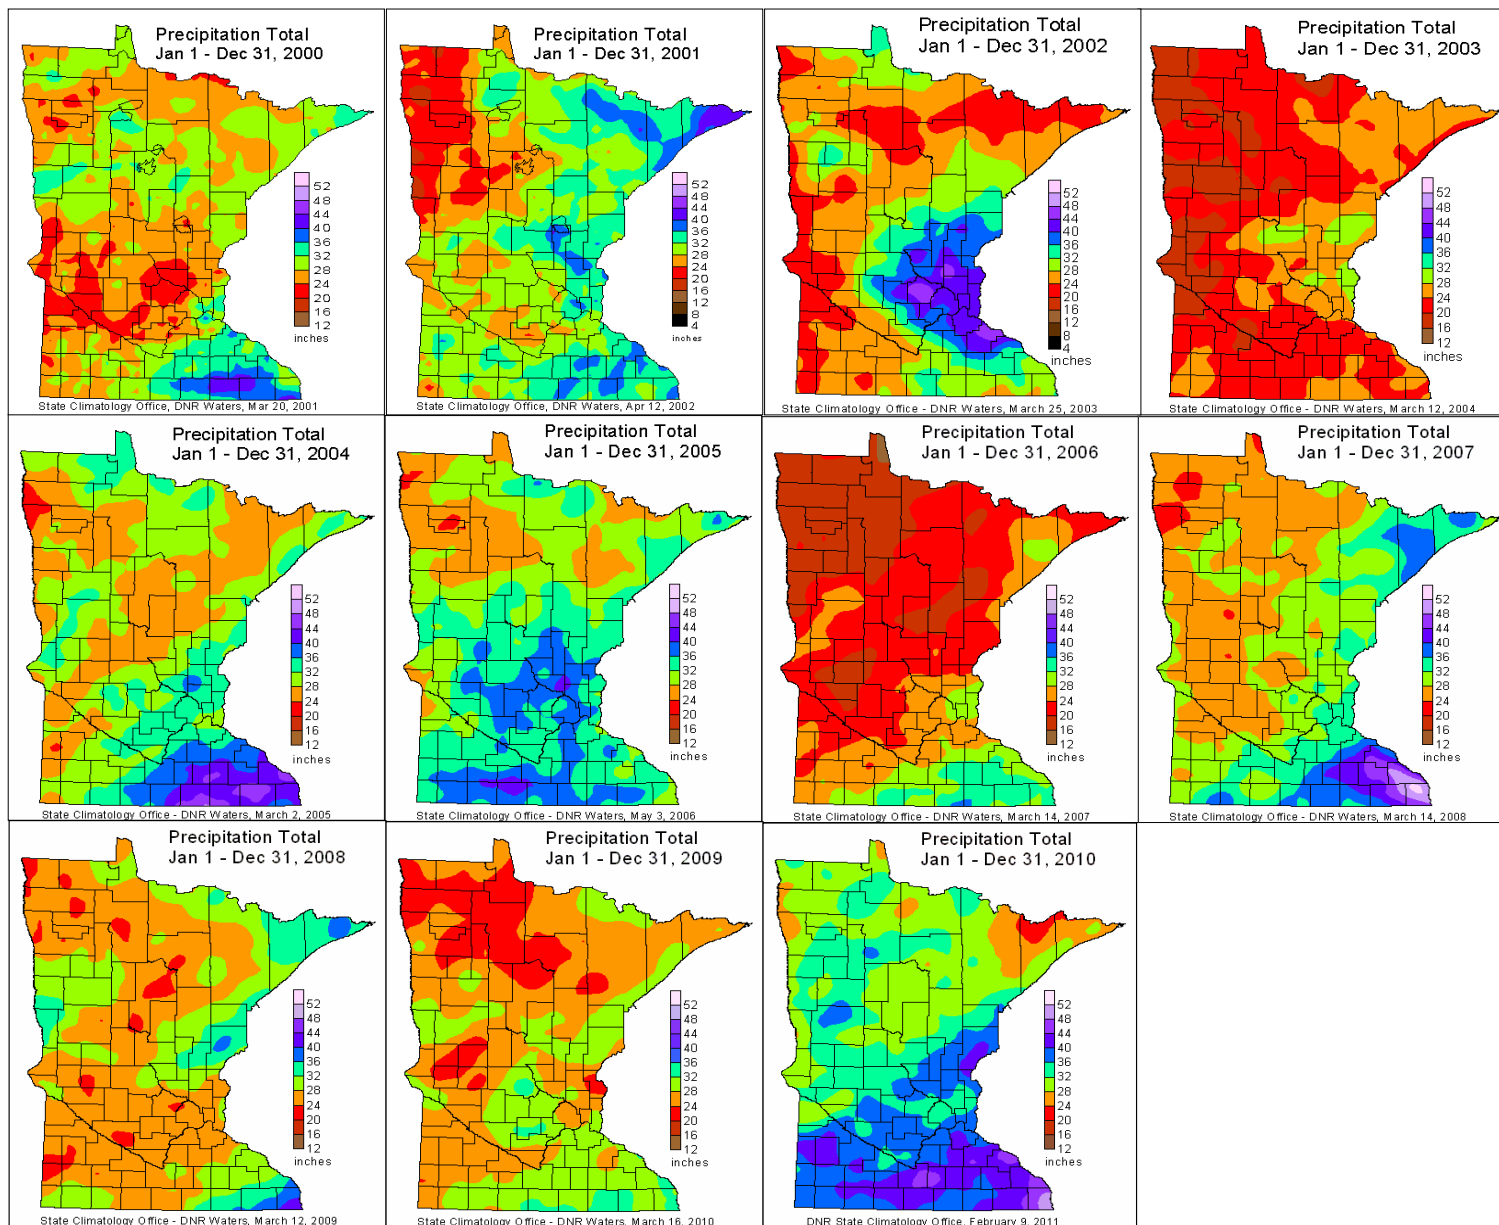 Precipitation Total
Jan 1 - Dec 31, 2000
52
48
44
40
36
32
28
24
20
16
12
inches
State Climatology Office, DNR Waters, Mar 20, 2001
Precipitation Total
Jan 1 - Dec 31, 2001
52
48
44
40
36
32
28
24
20
16
12
8
4
inches
State Climatology Office, DNR Waters, Apr 12, 2002
Precipitation Total
Jan 1 - Dec 31, 2002
52
48
44
40
36
32
28
24
20
16
12
8
4
inches
State Climatology Office - DNR Waters, March 25, 2003
Precipitation Total
Jan 1 - Dec 31, 2003
52
48
44
40
36
32
28
24
20
16
12
inches
State Climatology Office - DNR Waters, March 12, 2004
Precipitation Total
Jan 1 - Dec 31, 2004
52
48
44
40
36
32
28
24
20
16
12
inches
State Climatology Office - DNR Waters, March 2, 2005
Precipitation Total
Jan 1 - Dec 31, 2005
52
48
44
40
36
32
28
24
20
16
12
inches
State Climatology Office - DNR Waters, May 3, 2006
Precipitation Total
Jan 1 - Dec 31, 2006
52
48
44
40
36
32
28
24
20
16
12
inches
State Climatology Office - DNR Waters, March 14, 2007
Precipitation Total
Jan 1 - Dec 31, 2007
52
48
44
40
36
32
28
24
20
16
12
inches
State Climatology Office - DNR Waters, March 14, 2008
Precipitation Total
Jan 1 - Dec 31, 2008
52
48
44
40
36
32
28
24
20
16
12
inches
State Climatology Office - DNR Waters, March 12, 2009
Precipitation Total
Jan 1 - Dec 31, 2009
52
48
44
40
36
32
28
24
20
16
12
inches
State Climatology Office - DNR Waters, March 16, 2010
Precipitation Total
Jan 1 - Dec 31, 2010
52
48
44
40
36
32
28
24
20
16
12
inches
DNR State Climatology Office, February 9, 2011